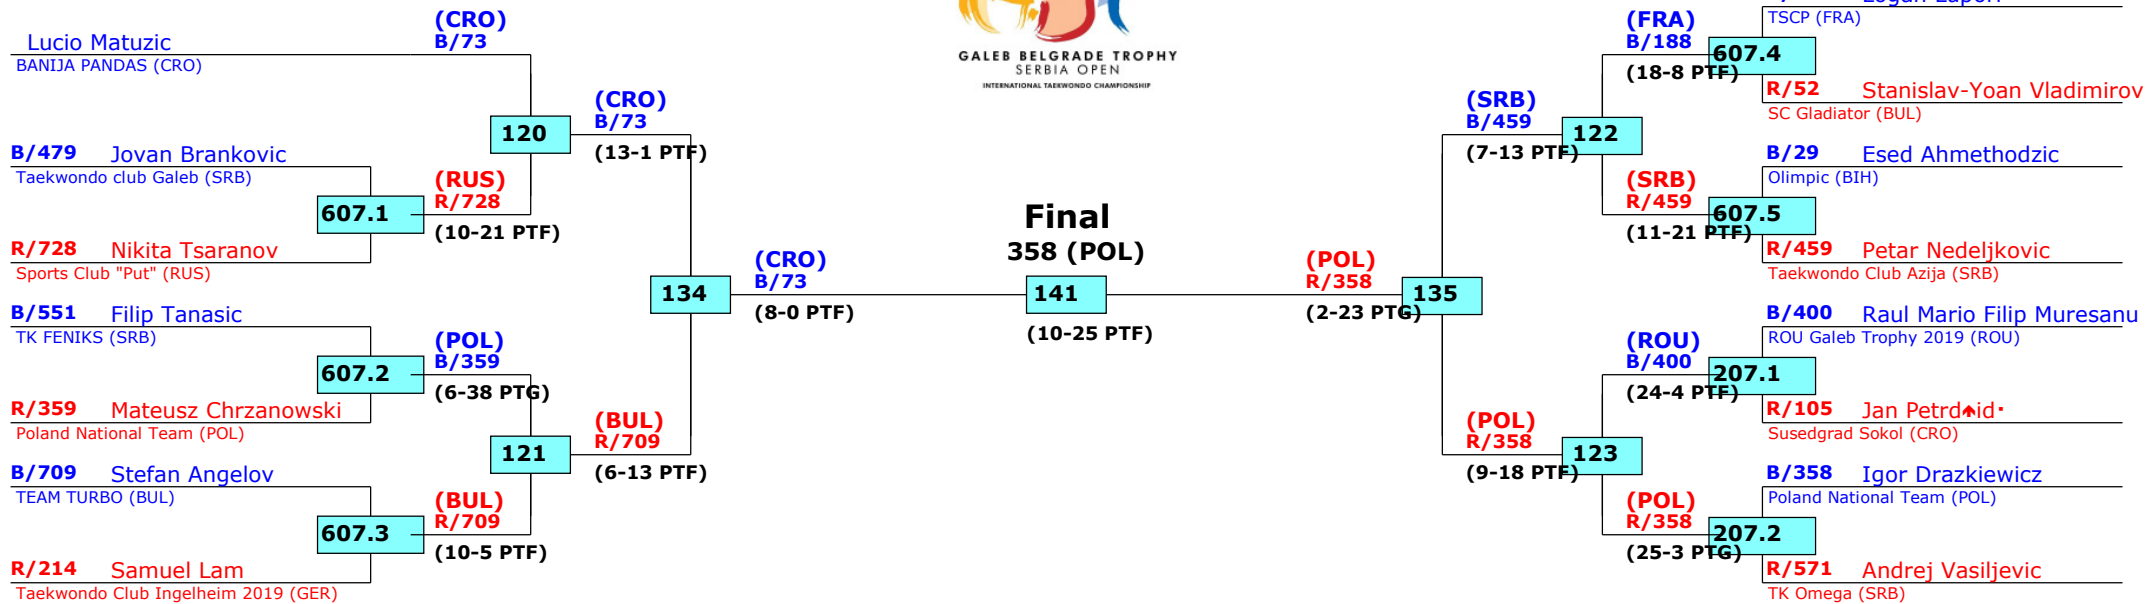 Lucio Matuzic
BANIJA PANDAS (CRO)
(CRO)
B/73
B/479 Jovan Brankovic
Taekwondo club Galeb (SRB)
607.1
R/728 Nikita Tsaranov
Sports Club "Put" (RUS)
(RUS)
R/728
(10-21 PTF)
120
(CRO)
B/73
(13-1 PTF)
B/551 Filip Tanasic
TK FENIKS (SRB)
607.2
R/359 Mateusz Chrzanowski
Poland National Team (POL)
(POL)
B/359
(6-38 PTG)
B/709 Stefan Angelov
TEAM TURBO (BUL)
607.3
R/214 Samuel Lam
Taekwondo Club Ingelheim 2019 (GER)
(BUL)
R/709
(10-5 PTF)
121
(BUL)
R/709
(6-13 PTF)
134
(CRO)
B/73
(8-0 PTF)
GALEB BELGRADE TROPHY
SERBIA OPEN
INTERNATIONAL TAEKWONDO CHAMPIONSHIP
Final
358 (POL)
141
(10-25 PTF)
(POL)
R/358
(2-23 PTG)
135
(SRB)
B/459
(7-13 PTF)
122
(FRA)
B/188
(18-8 PTF)
607.4
TSCP (FRA)
R/52 Stanislav-Yoan Vladimirov
SC Gladiator (BUL)
B/29 Esed Ahmethodzic
Olimpic (BIH)
(SRB)
R/459
(11-21 PTF)
607.5
R/459 Petar Nedeljkovic
Taekwondo Club Azija (SRB)
B/400 Raul Mario Filip Muresanu
ROU Galeb Trophy 2019 (ROU)
(ROU)
B/400
(24-4 PTF)
207.1
R/105 Jan
Susedgrad Sokol (CRO)
(POL)
R/358
(9-18 PTF)
123
B/358 Igor Drazkiewicz
Poland National Team (POL)
(POL)
R/358
(25-3 PTG)
207.2
R/571 Andrej Vasiljevic
TK Omega (SRB)